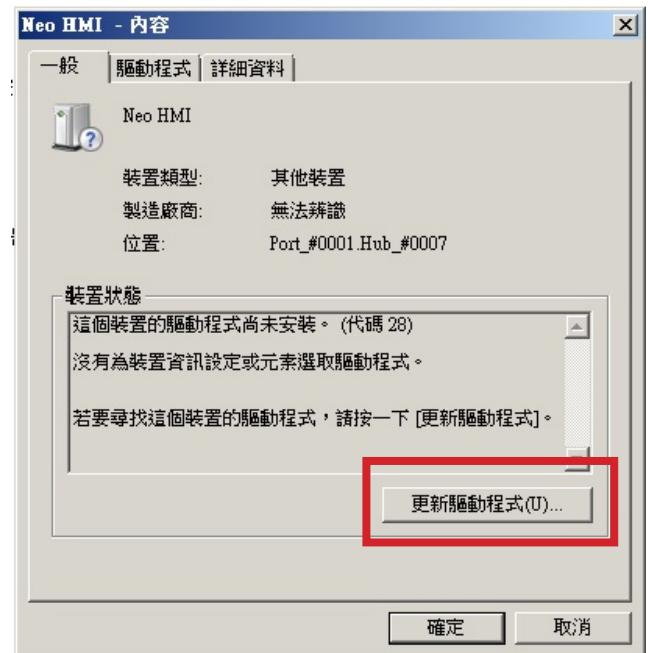 Neo HMI - 內容
一般 驅動程式 詳細資料
Neo HMI
裝置類型: 其他裝置
製造廠商: 無法辨識
位置: Port_#0001.Hub_#0007
裝置狀態
這個裝置的驅動程式尚未安裝。 (代碼 28)
沒有為裝置資訊設定或元素選取驅動程式。
若要尋找這個裝置的驅動程式，請按一下 [更新驅動程式]。
更新驅動程式(U)...
確定 取消